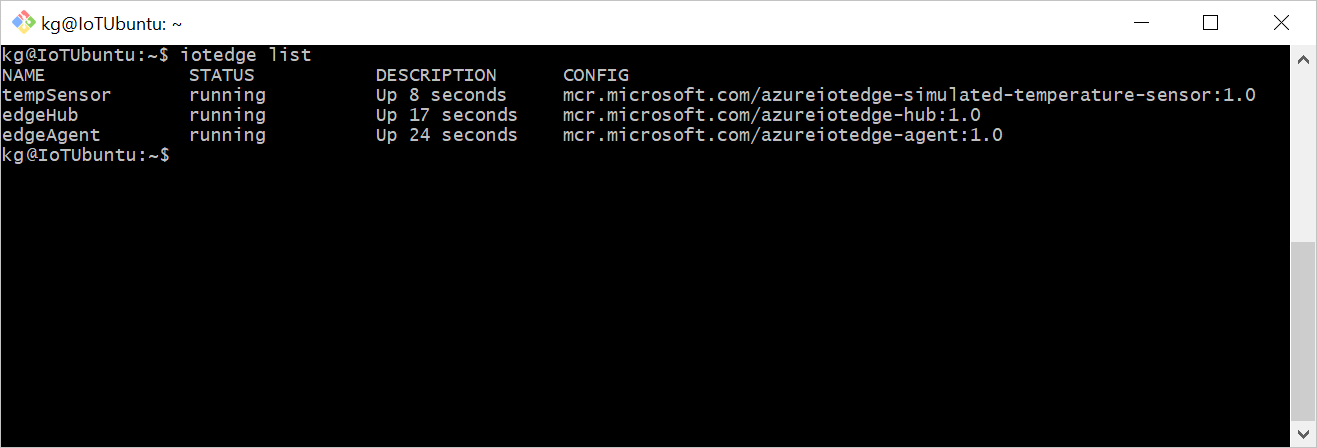 kg@IoTUbuntu: ~
kg@IoTUbuntu:~$ iotedge list
NAME STATUS DESCRIPTION CONFIG
tempSensor running Up 8 seconds mcr.microsoft.com/azureiotedge-simulated-temperature-sensor:1.0
edgeHub running Up 17 seconds mcr.microsoft.com/azureiotedge-hub:1.0
edgeAgent running Up 24 seconds mcr.microsoft.com/azureiotedge-agent:1.0
kg@IoTUbuntu:~$